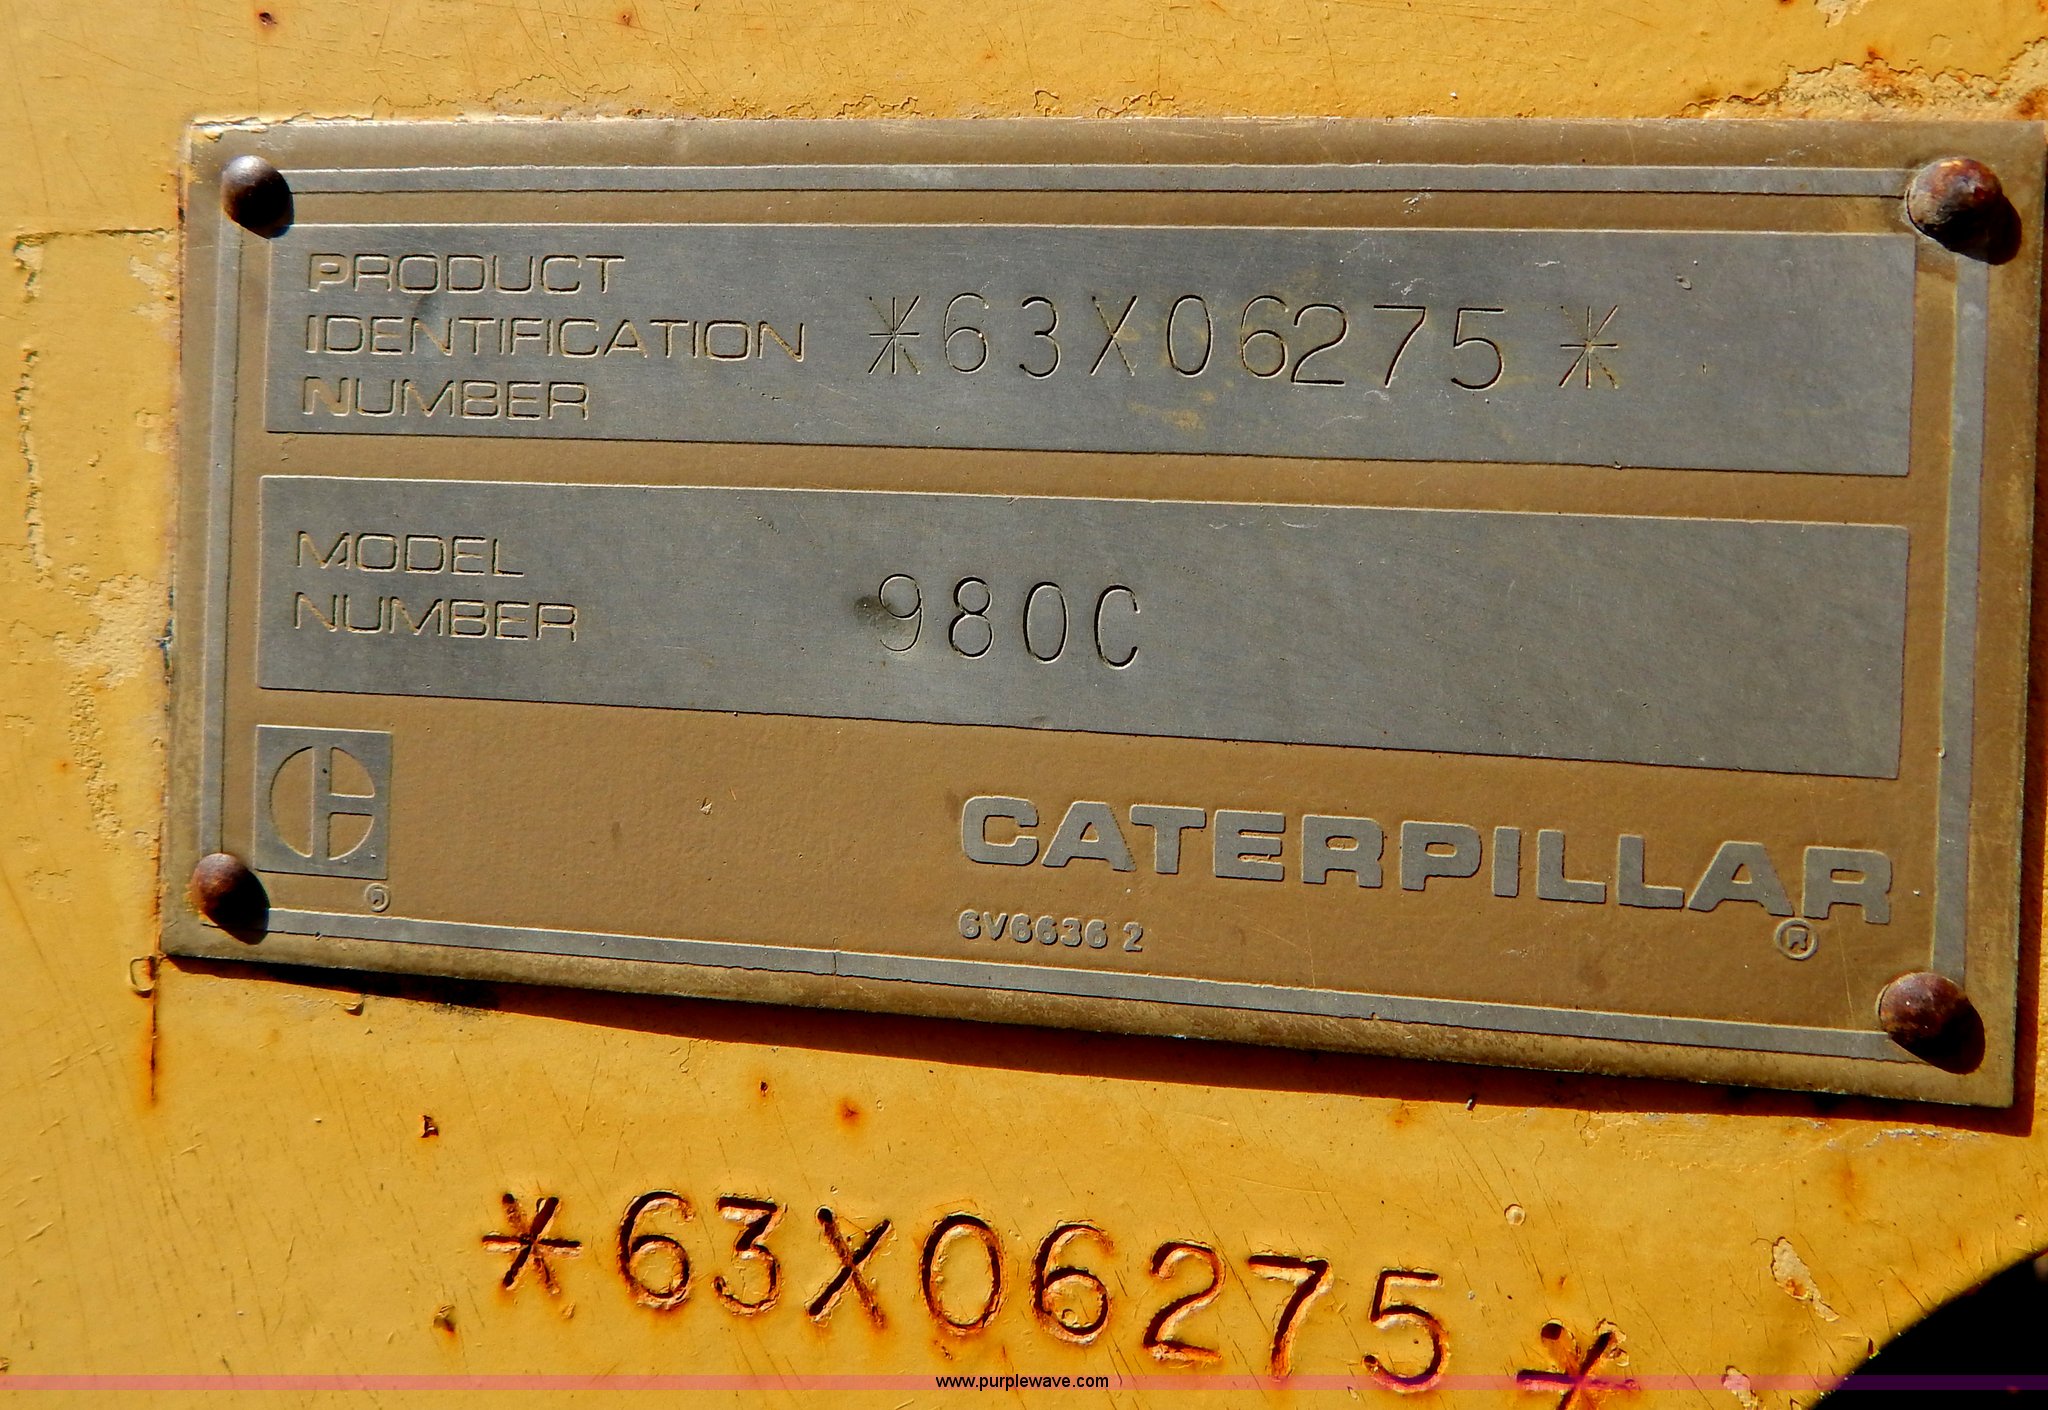 PRODUCT
IDENTIFICATION
NUMBER
*63X06275*
MODEL
NUMBER
980C
CATERPILLAR
®
®
6V6636 2
*63X06275*
www.purplewave.com